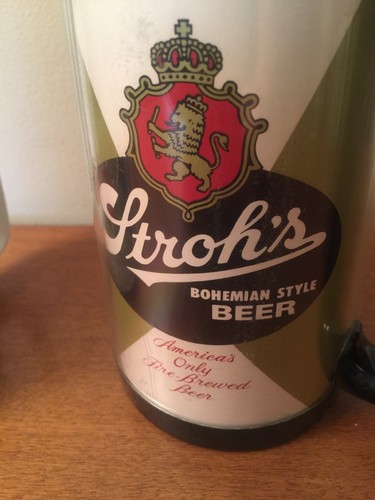 Stroh's
BOHEMIAN STYLE
BEER
America's
Only
Fire-Brewed
Beer